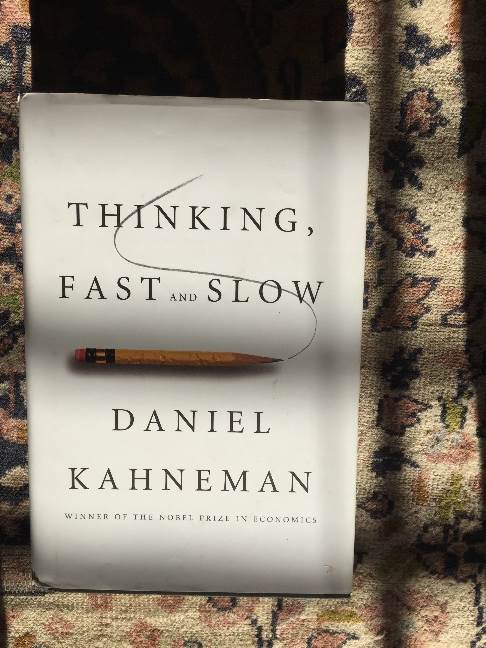 THINKING,
FAST AND SLOW
DANIEL
KAHNEMAN
WINNER OF THE NOBEL PRIZE IN ECONOMICS